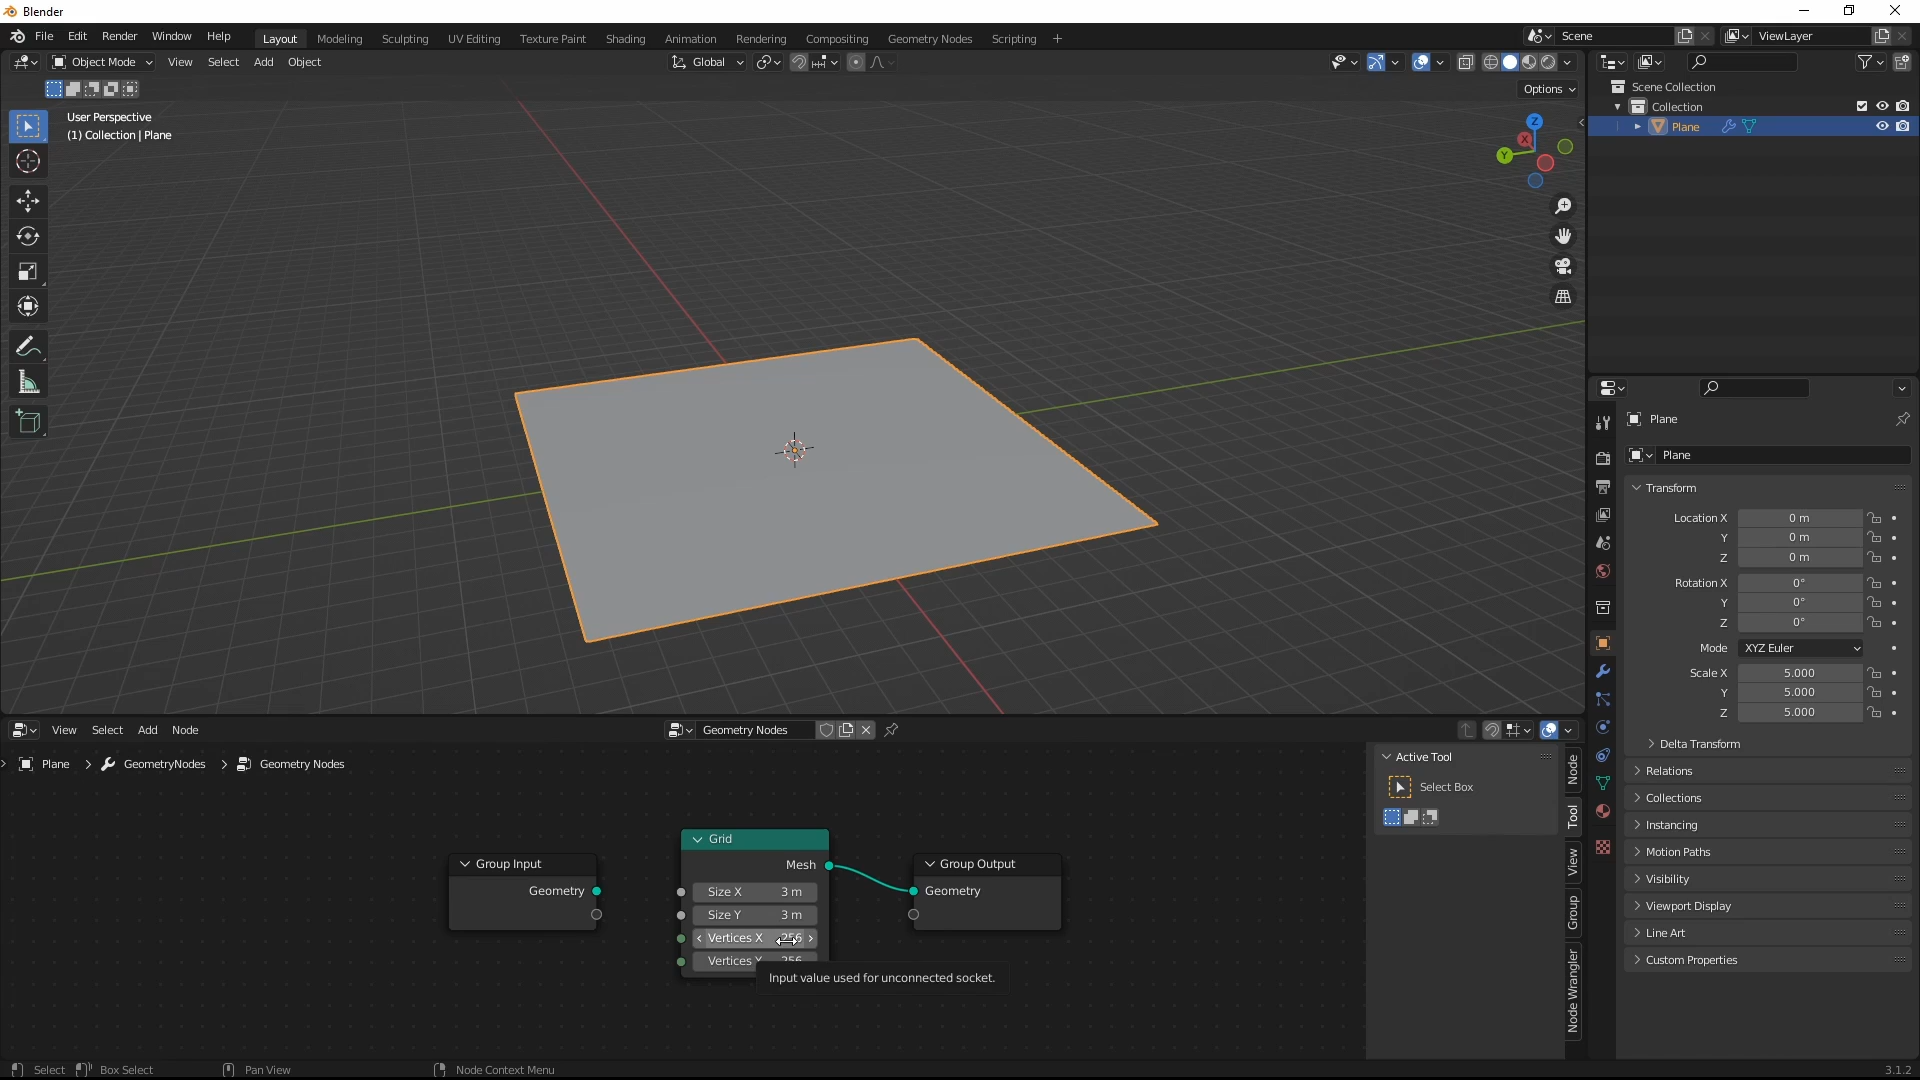 Blender
File Edit Render Window Help Layout Modeling Sculpting UV Editing Texture Paint Shading Animation Rendering Compositing Geometry Nodes Scripting + Scene ViewLayer
Object Mode View Select Add Object Global
Options
User Perspective
(1) Collection | Plane
Z
X
Y
Scene Collection
Collection
Plane
Plane
Plane
Transform
Location X 0 m
Y 0 m
Z 0 m
Rotation X 0°
Y 0°
Z 0°
Mode XYZ Euler
Scale X 5.000
Y 5.000
Z 5.000
Delta Transform
Relations
Collections
Instancing
Motion Paths
Visibility
Viewport Display
Line Art
Custom Properties
View Select Add Node Geometry Nodes
Plane > GeometryNodes > Geometry Nodes
Group Input
Geometry
Grid
Mesh
Size X 3 m
Size Y 3 m
Vertices X 256
Vertices Y 256
Input value used for unconnected socket.
Group Output
Geometry
Active Tool
Select Box
Node
Tool
View
Group
Node Wrangler
Select Box Select Pan View Node Context Menu 3.1.2